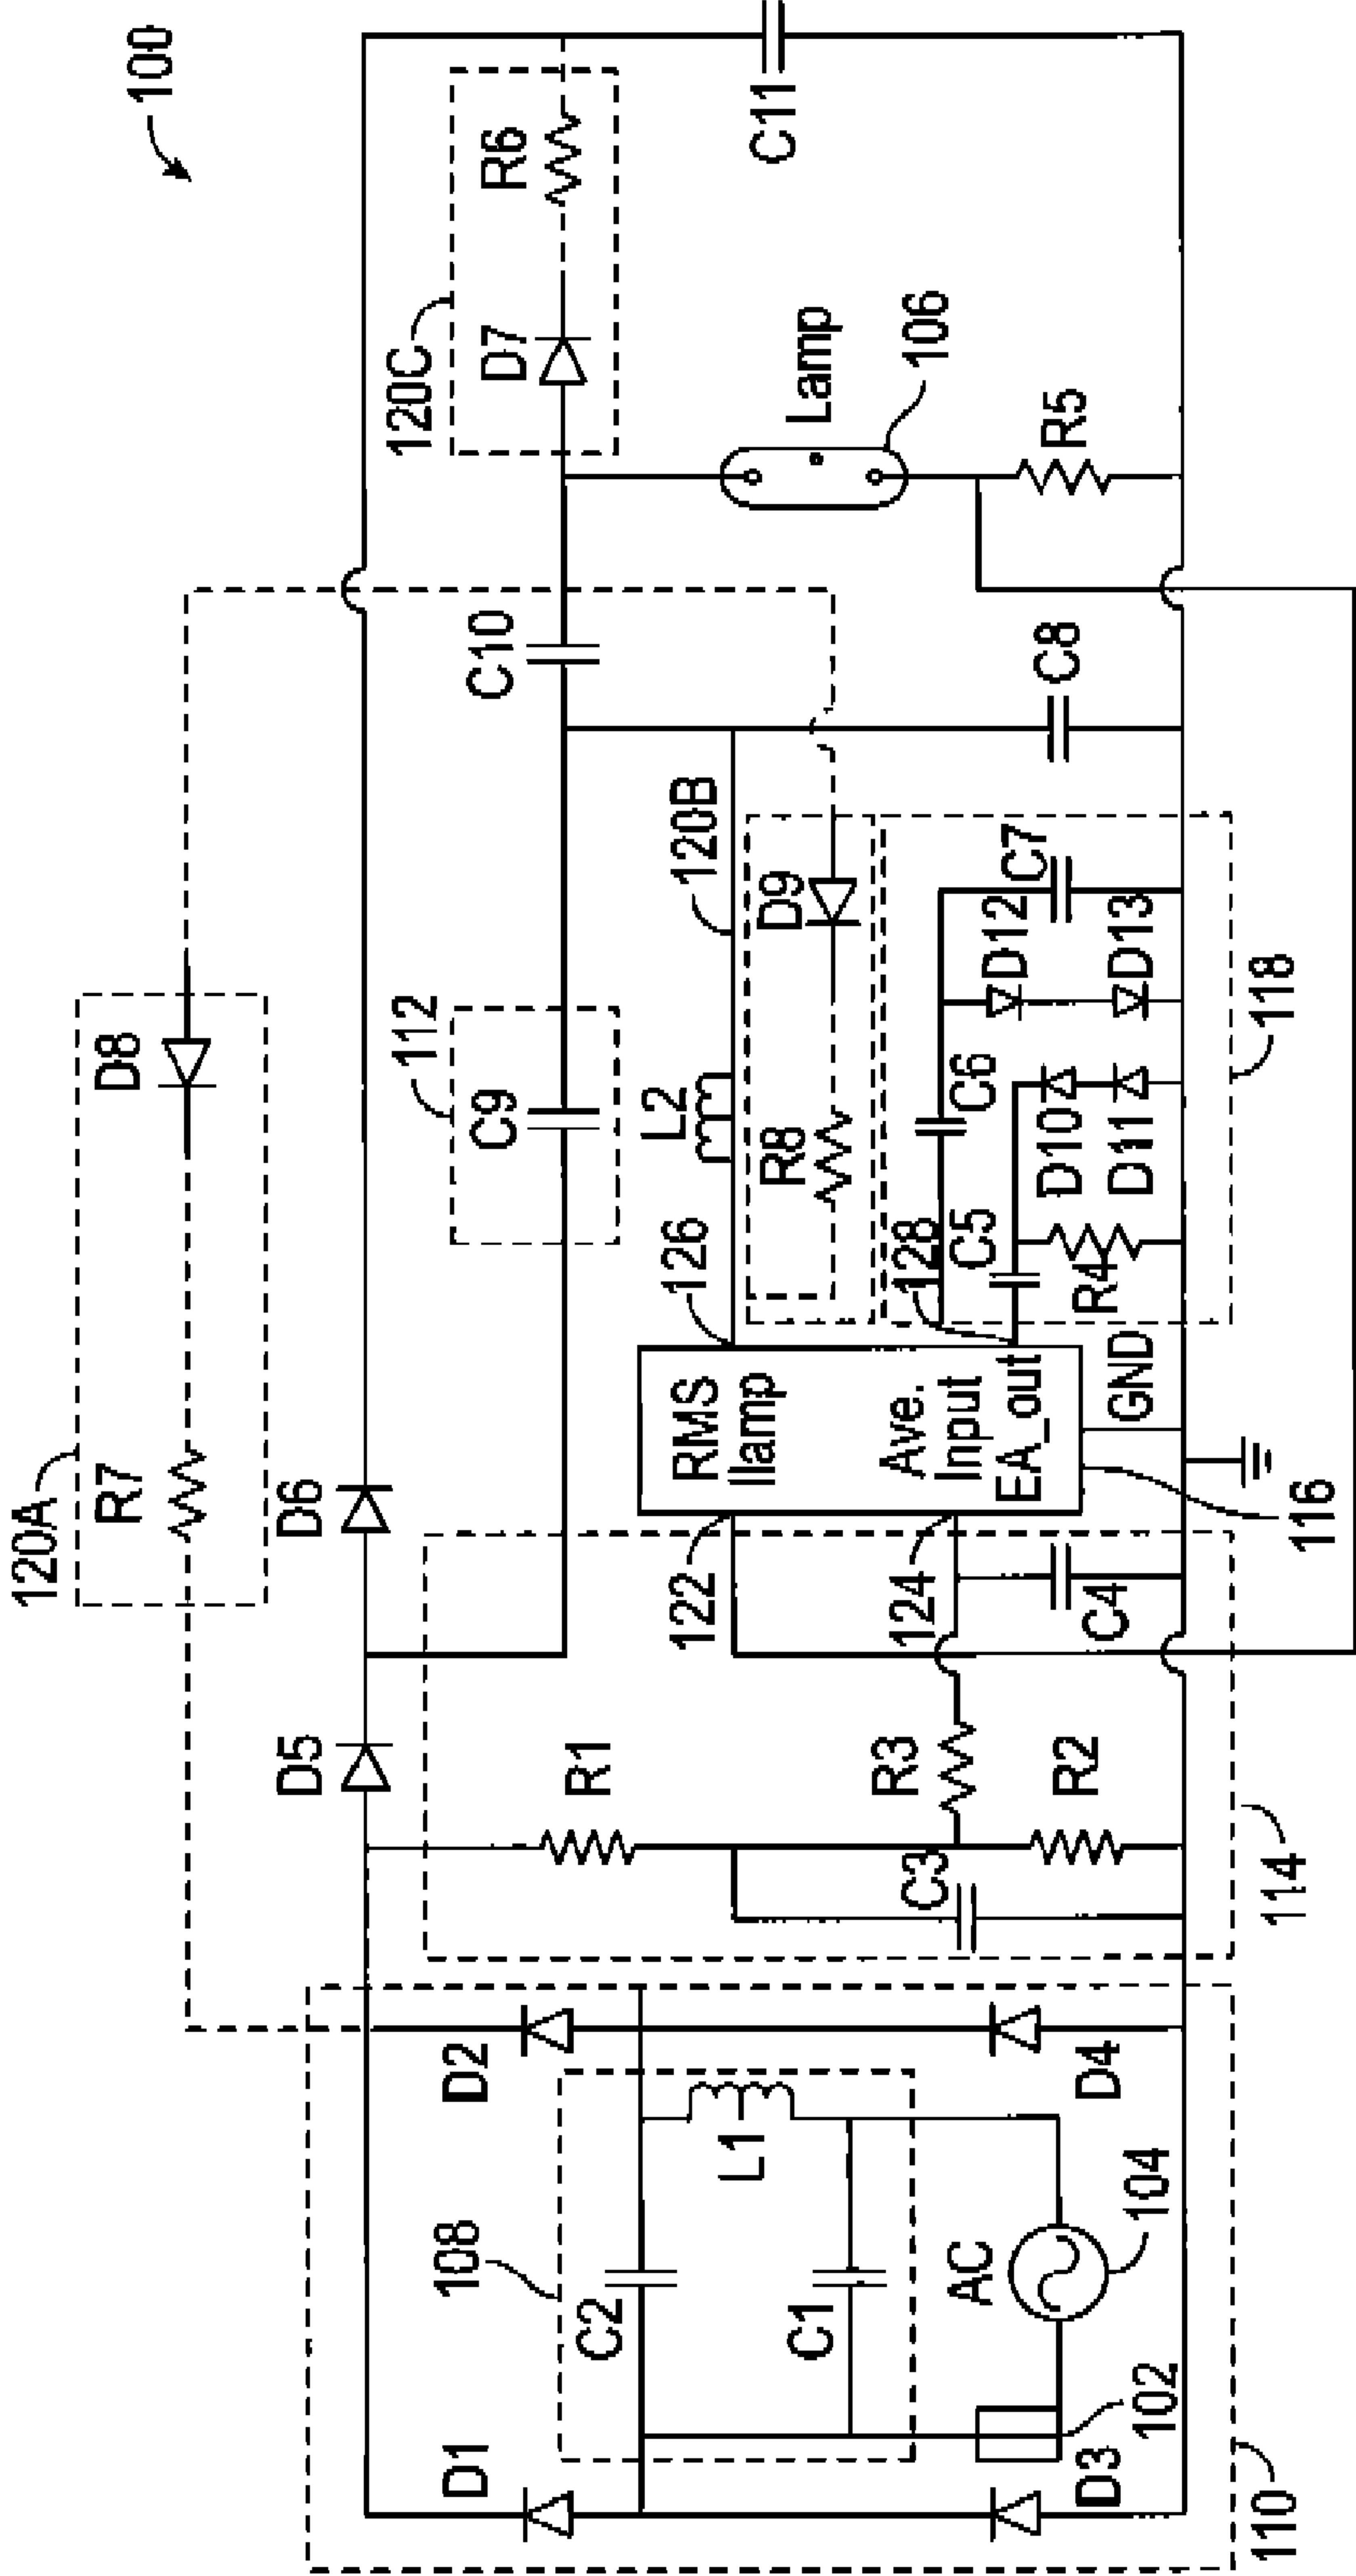 100
120A
R7
D8
D5
D6
112
C9
C10
120C
D7
R6
C11
108
C2
L1
C1
AC
104
102
D1
D2
D3
D4
110
R1
R3
R2
C3
114
122
124
C4
RMS
Ilamp
Ave.
Input
EA_out
GND
116
126
128
L2
120B
R8
D9
C5
C6
R4
D10
D11
D12
D13
C7
118
C8
Lamp
106
R5